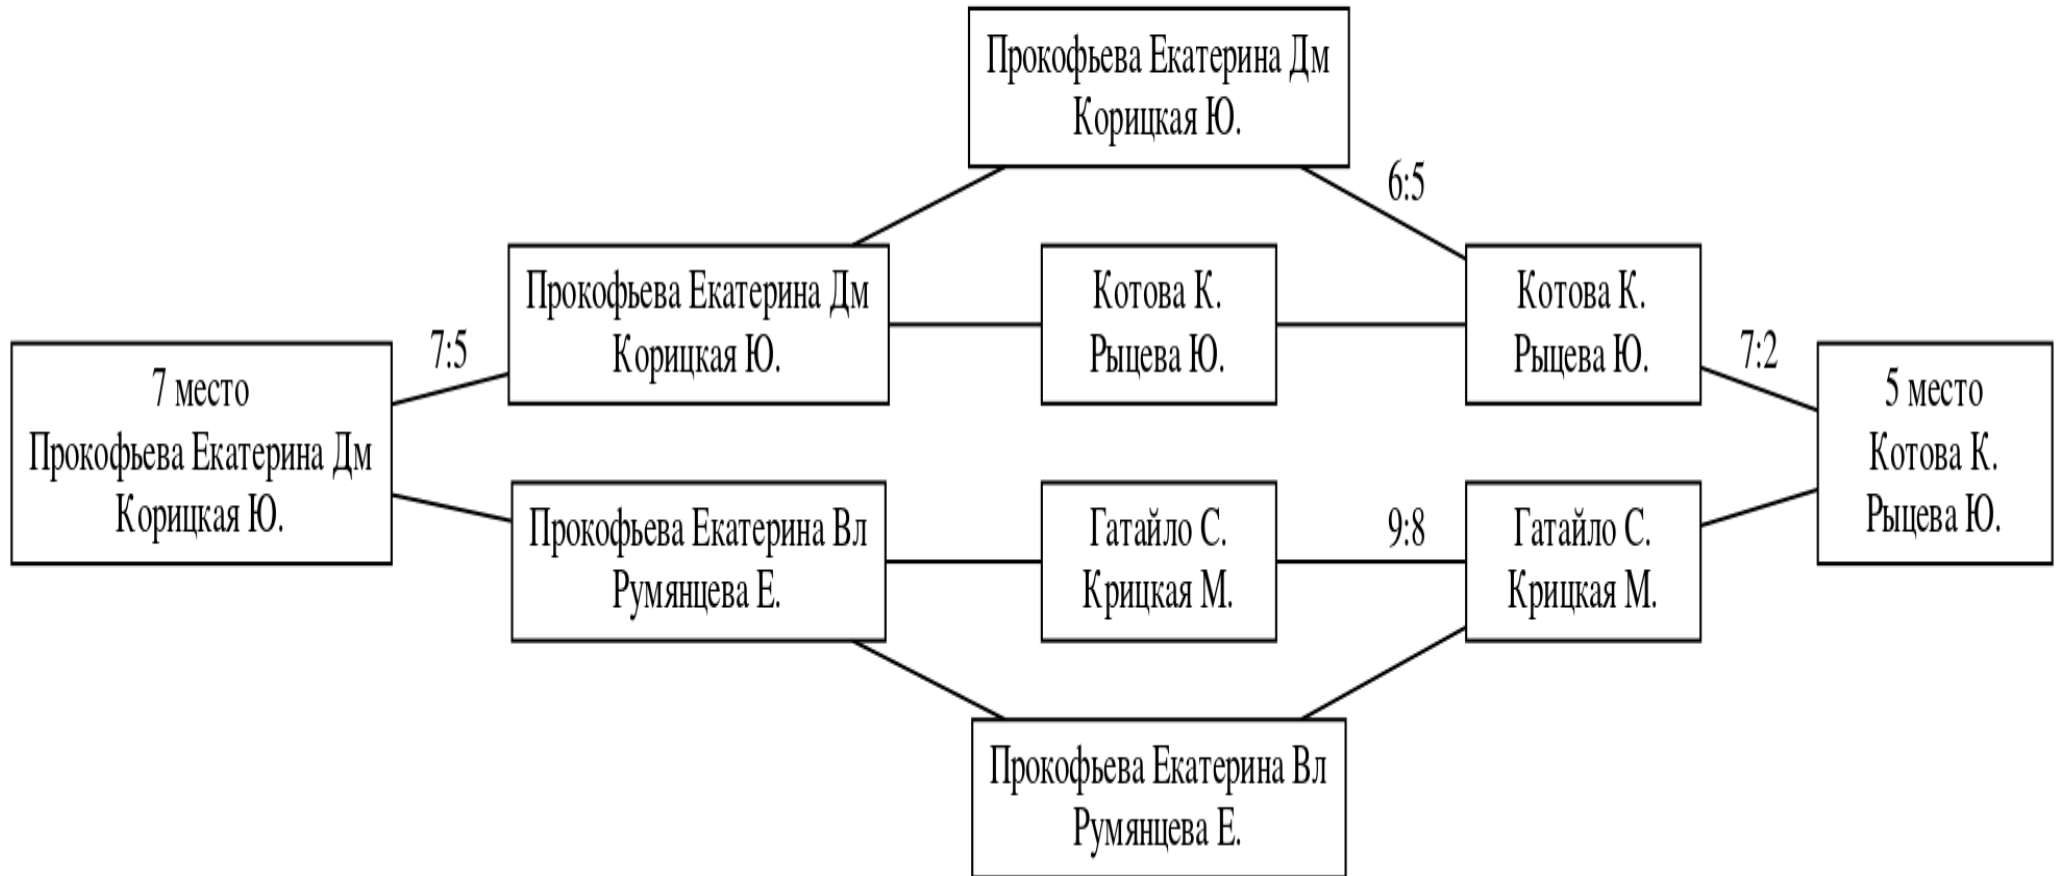 Прокофьева Екатерина Дм
Корицкая Ю.
6:5
Прокофьева Екатерина Дм
Корицкая Ю.
Котова К.
Рыцева Ю.
Котова К.
Рыцева Ю.
7:5
7:2
7 место
Прокофьева Екатерина Дм
Корицкая Ю.
5 место
Котова К.
Рыцева Ю.
Прокофьева Екатерина Вл
Румянцева Е.
Гатайло С.
Крицкая М.
9:8
Гатайло С.
Крицкая М.
Прокофьева Екатерина Вл
Румянцева Е.